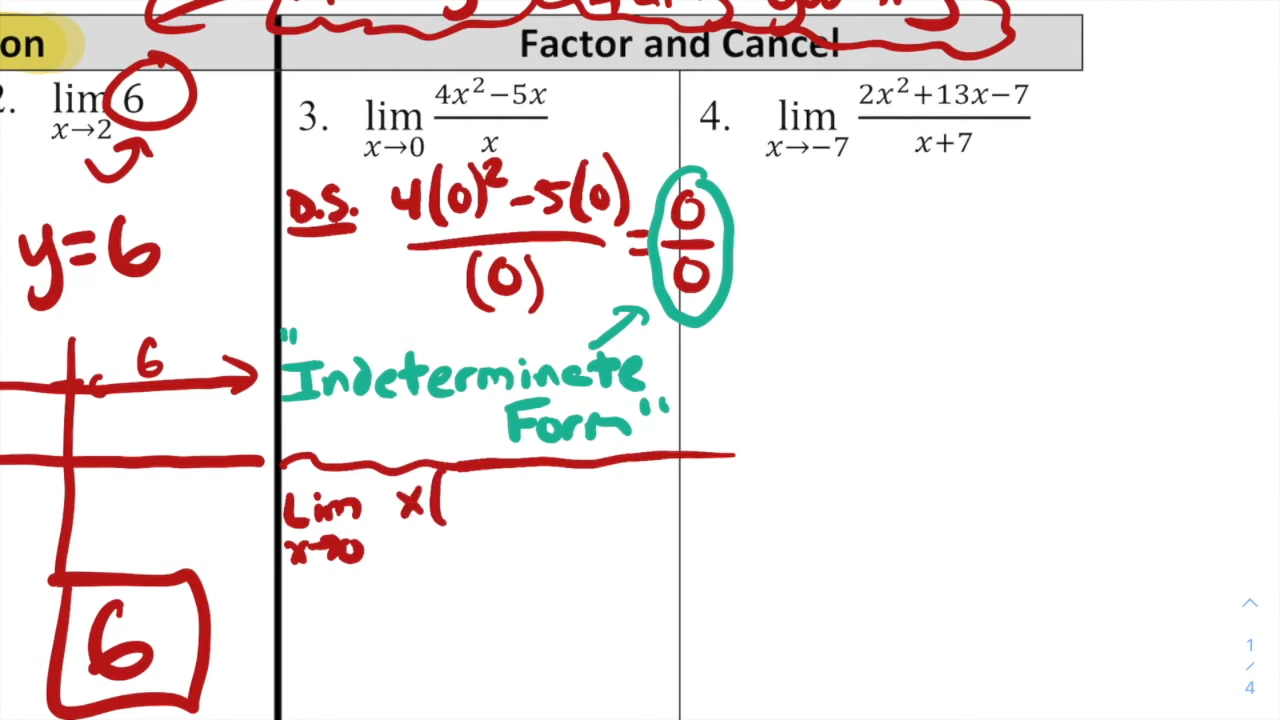 on
Factor and Cancel
2. lim x→2 6
y=6
6
6
3. lim x→0 (4x²−5x)/x
D.S. (4(0)²−5(0))/(0) = 0/0
"Indeterminate
Form"
Lim x→0 x(
4. lim x→−7 (2x²+13x−7)/(x+7)
1
/
4